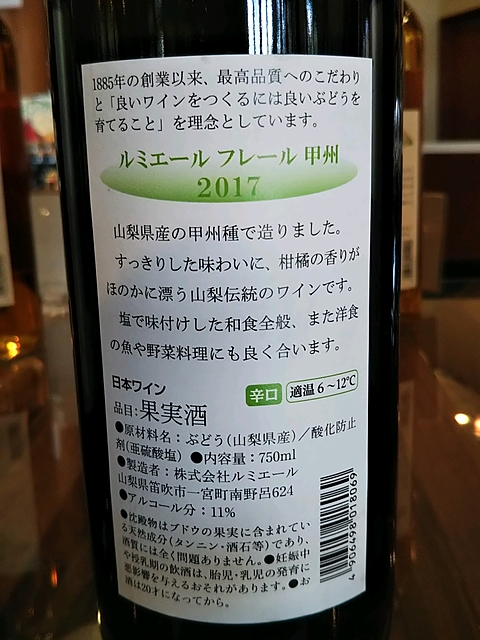 1885年の創業以来、最高品質へのこだわり
と「良いワインをつくるには良いぶどうを
育てること」を理念としています。
ルミエール フレール 甲州
2017
山梨県産の甲州種で造りました。
すっきりした味わいに、柑橘の香りが
ほのかに漂う山梨伝統のワインです。
塩で味付けした和食全般、また洋食
の魚や野菜料理にも良く合います。
日本ワイン
辛口 適温6～12℃
品目:果実酒
●原材料名：ぶどう(山梨県産)／酸化防止
剤(亜硫酸塩) ●内容量：750ml
●製造者：株式会社ルミエール
山梨県笛吹市一宮町南野呂624
●アルコール分：11%
●沈殿物はブドウの果実に含まれてい
る天然成分(タンニン・酒石等)であり、
酒質には全く問題ありません。●妊娠中
や授乳期の飲酒は、胎児・乳児の発育に
悪影響を与えるおそれがあります。●お
酒は20才になってから。
4906498018069